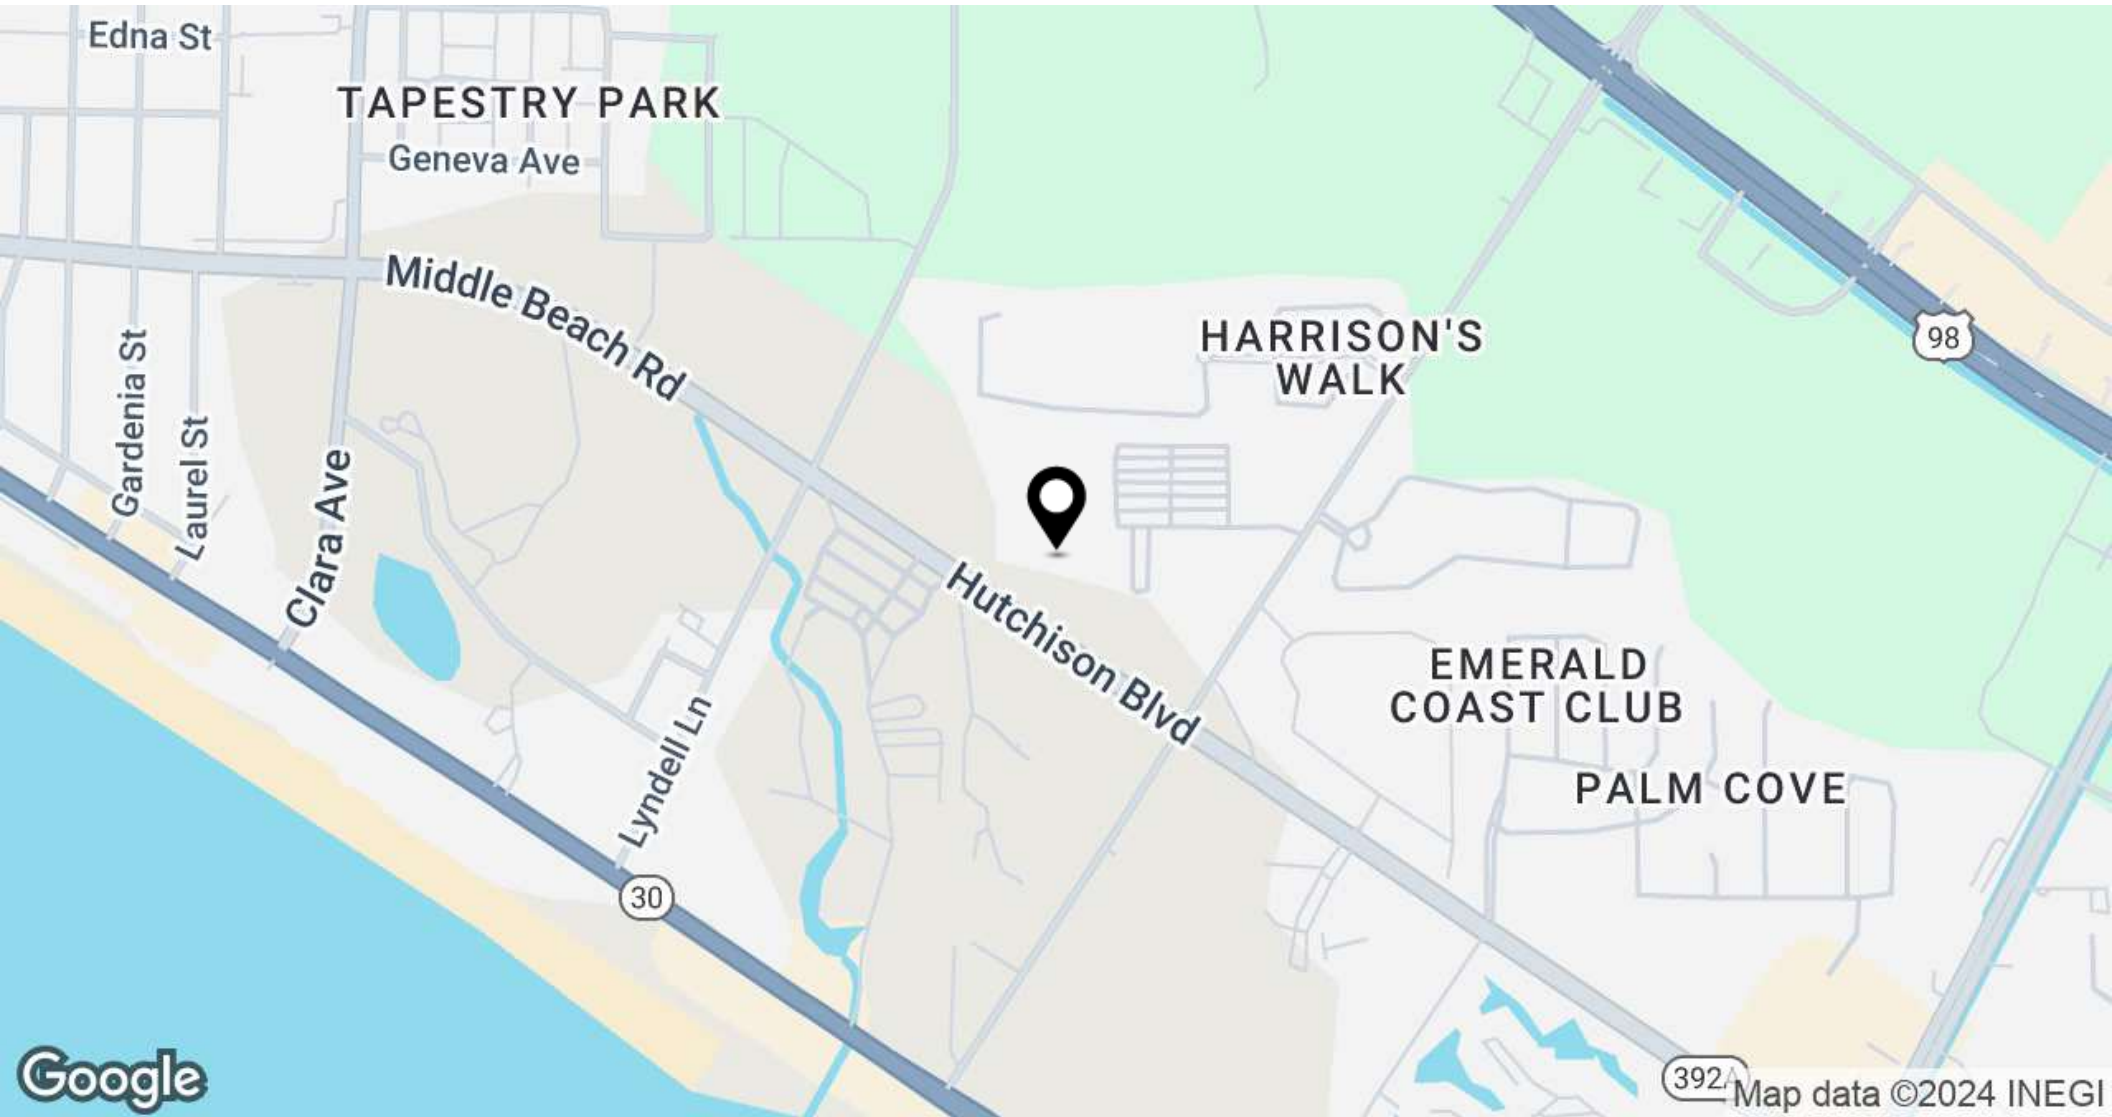 Edna St
TAPESTRY PARK
Geneva Ave
Middle Beach Rd
HARRISON'S
WALK
98
Gardenia St
Laurel St
Clara Ave
Hutchison Blvd
EMERALD
COAST CLUB
Lyndell Ln
PALM COVE
30
Google
392A
Map data ©2024 INEGI